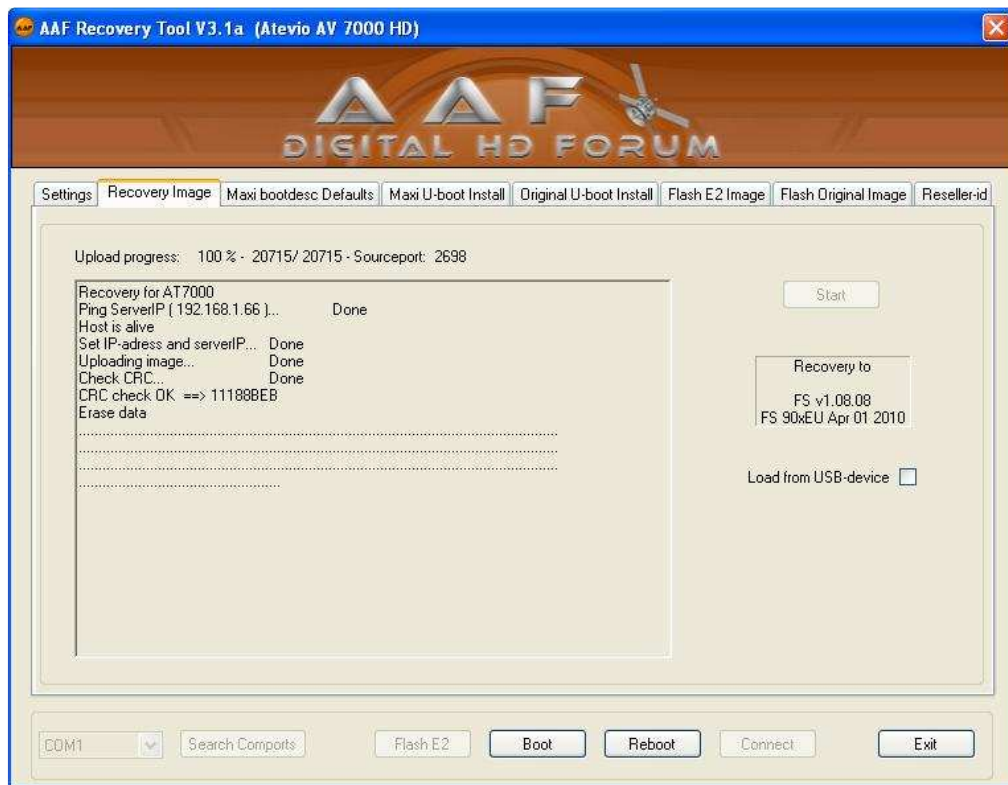 AAF Recovery Tool V3.1a (Atevio AV 7000 HD)
AAF
DIGITAL HD FORUM
Settings Recovery Image Maxi bootdesc Defaults Maxi U-boot Install Original U-boot Install Flash E2 Image Flash Original Image Reseller-id
Upload progress: 100 % - 20715/ 20715 - Sourceport: 2698
Recovery for AT7000
Ping ServerIP ( 192.168.1.66 )... Done
Host is alive
Set IP-adress and serverIP... Done
Uploading image... Done
Check CRC... Done
CRC check OK ==> 11188BEB
Erase data
Start
Recovery to
FS v1.08.08
FS 90xEU Apr 01 2010
Load from USB-device
COM1 Search Comports Flash E2 Boot Reboot Connect Exit